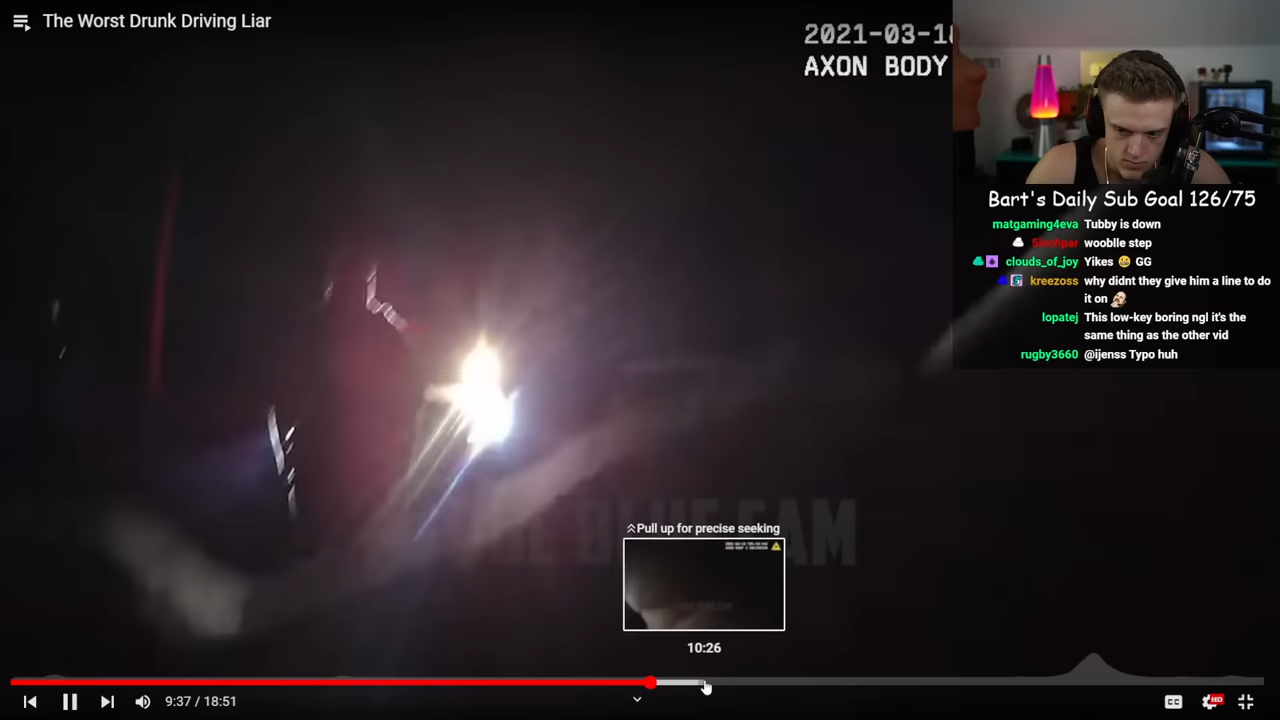 The Worst Drunk Driving Liar
2021-03-1
AXON BODY
Bart's Daily Sub Goal 126/75
matgaming4eva Tubby is down
wooblle step
clouds_of_joy Yikes 😀 GG
kreezoss why didnt they give him a line to do
it on
lopatej This low-key boring ngl it's the
same thing as the other vid
rugby3660 @ijenss Typo huh
Pull up for precise seeking
10:26
9:37 / 18:51
CC
HD